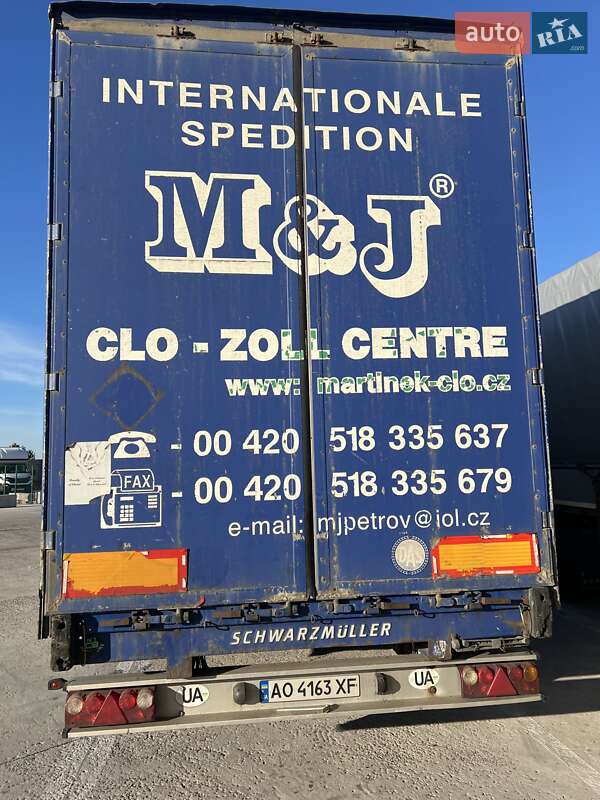 auto RIA .com
INTERNATIONALE
SPEDITION
M&J®
CLO - ZOLL CENTRE
www: martinek-clo.cz
- 00 420 518 335 637
FAX - 00 420 518 335 679
e-mail: mjpetrov@iol.cz
SCHWARZMÜLLER
UA AO 4163 XF UA